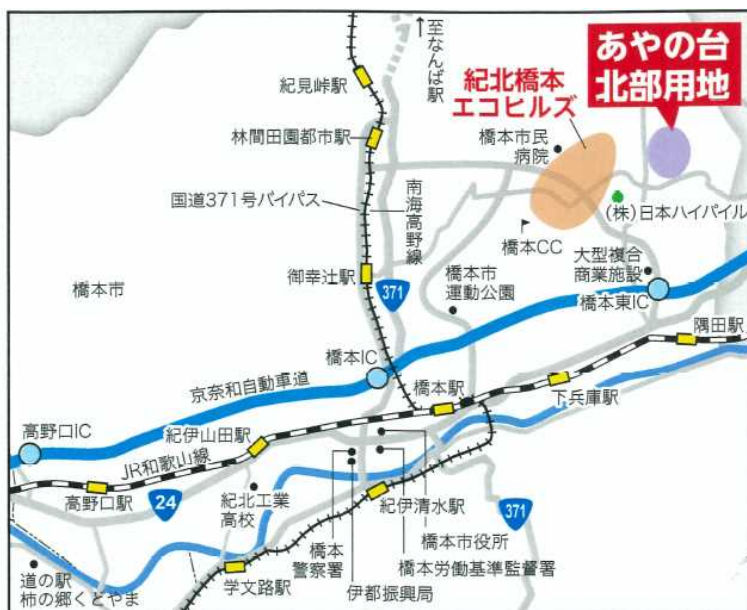 ↑至なんば駅
あやの台
北部用地
紀見峠駅
紀北橋本
エコヒルズ
林間田園都市駅
橋本市民
病院
国道371号バイパス
南海高野線
(株)日本ハイパイル
橋本CC
大型複合
商業施設
御幸辻駅
371
橋本市
運動公園
橋本市
橋本東IC
隅田駅
橋本IC
京奈和自動車道
橋本駅
下兵庫駅
高野口IC
紀伊山田駅
JR和歌山線
高野口駅
24
紀北工業
高校
紀伊清水駅
371
橋本
警察署
橋本市役所
橋本労働基準監督署
伊都振興局
学文路駅
道の駅
柿の郷くどやま